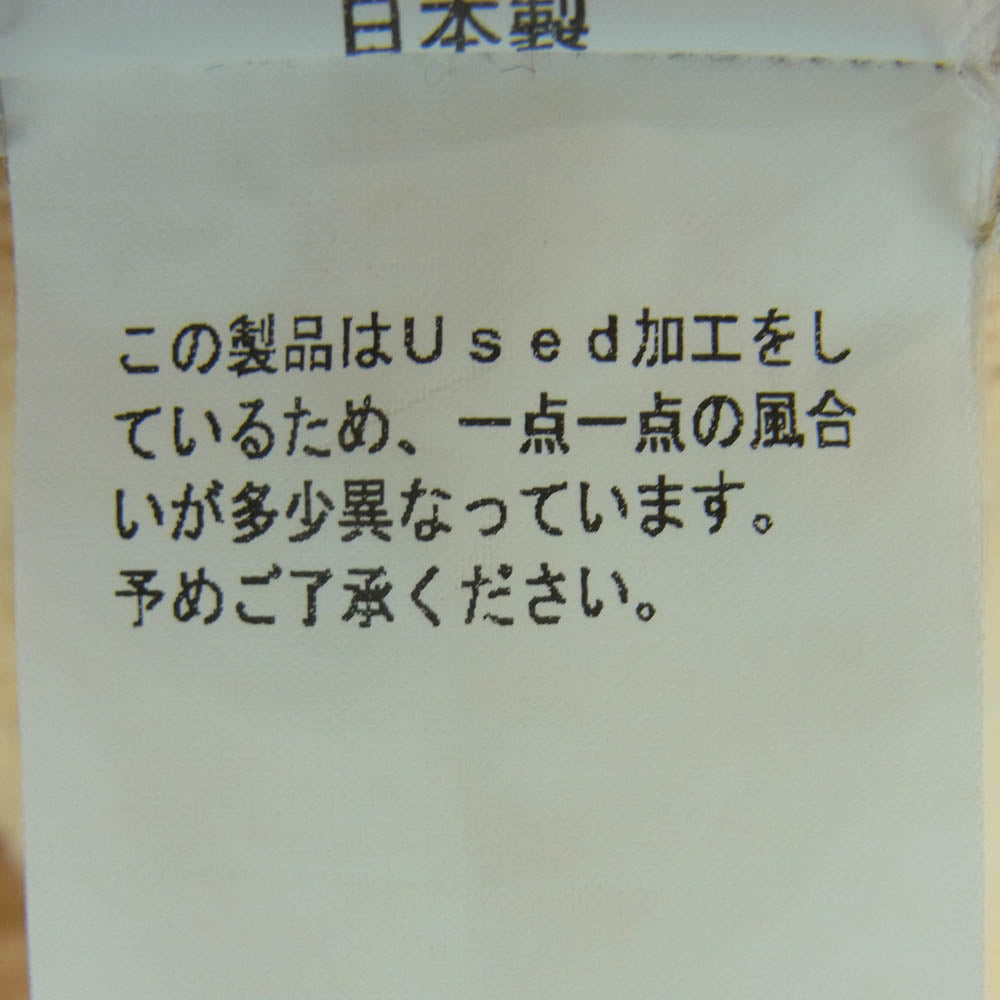 日本製
この製品はＵｓｅｄ加工をし
ているため、一点一点の風合
いが多少異なっています。
予めご了承ください。